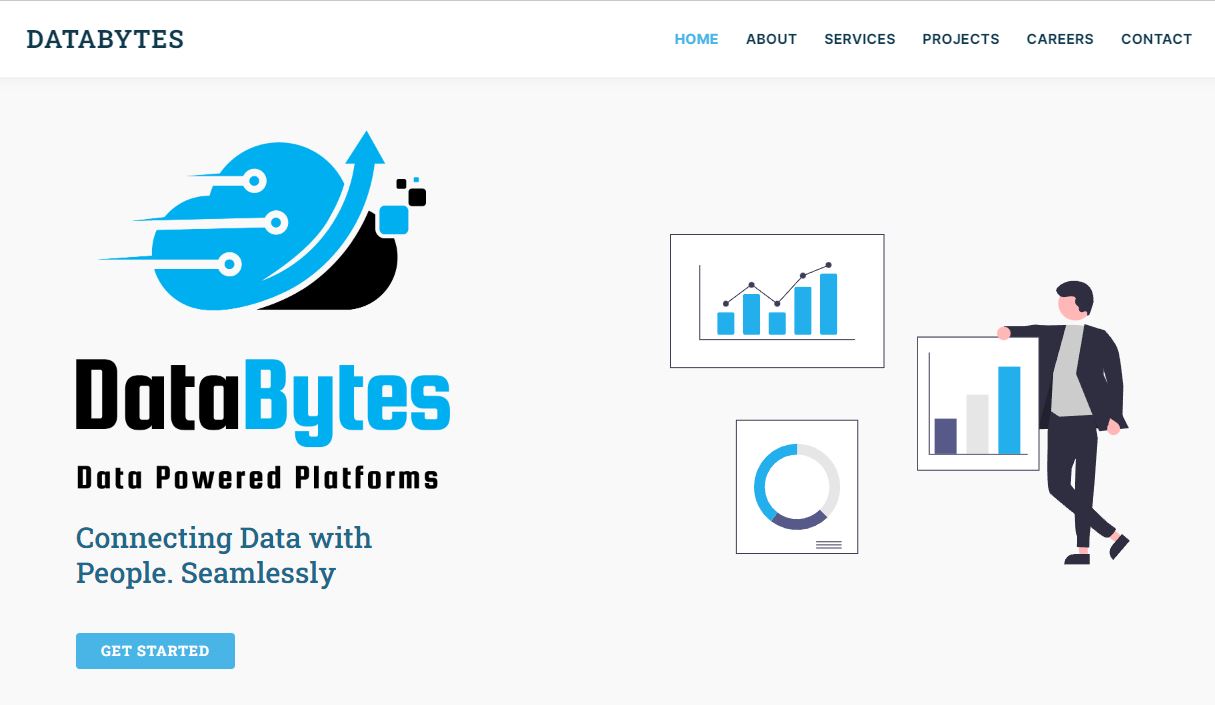 DATABYTES
HOME ABOUT SERVICES PROJECTS CAREERS CONTACT
DataBytes
Data Powered Platforms
Connecting Data with
People. Seamlessly
GET STARTED